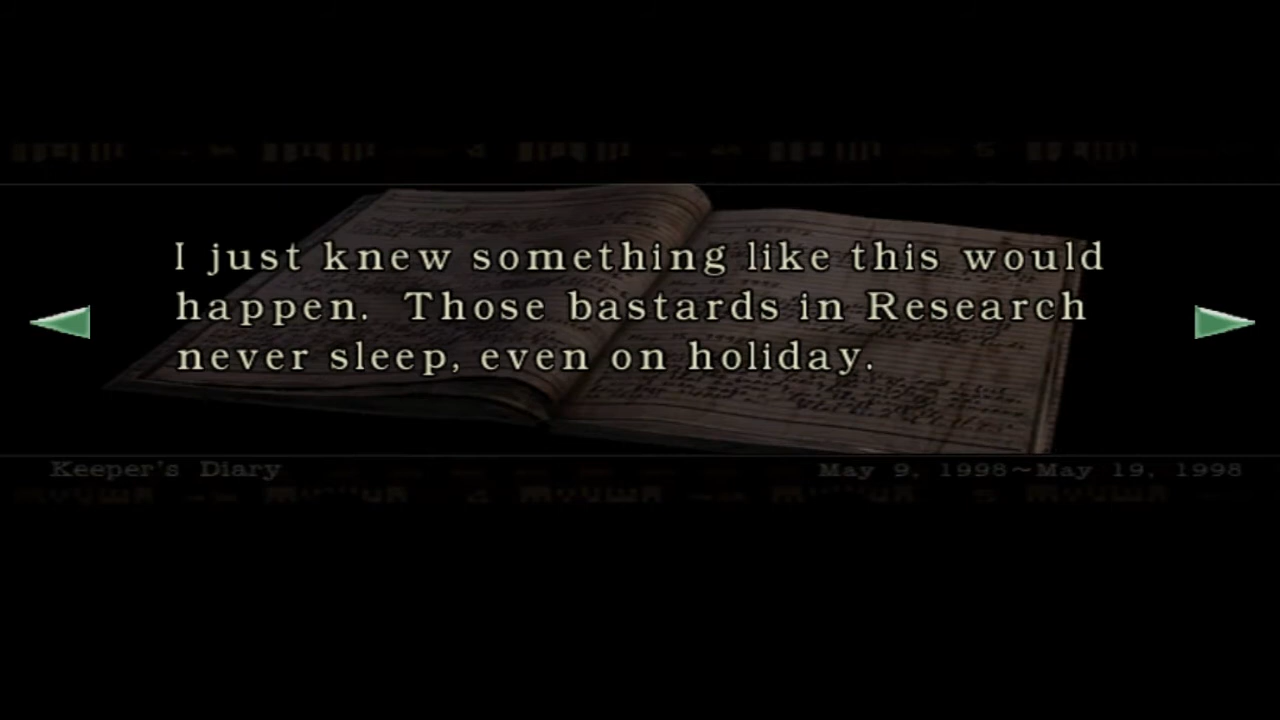 I just knew something like this would
happen. Those bastards in Research
never sleep, even on holiday.
Keeper's Diary
May 9, 1998~May 19, 1998